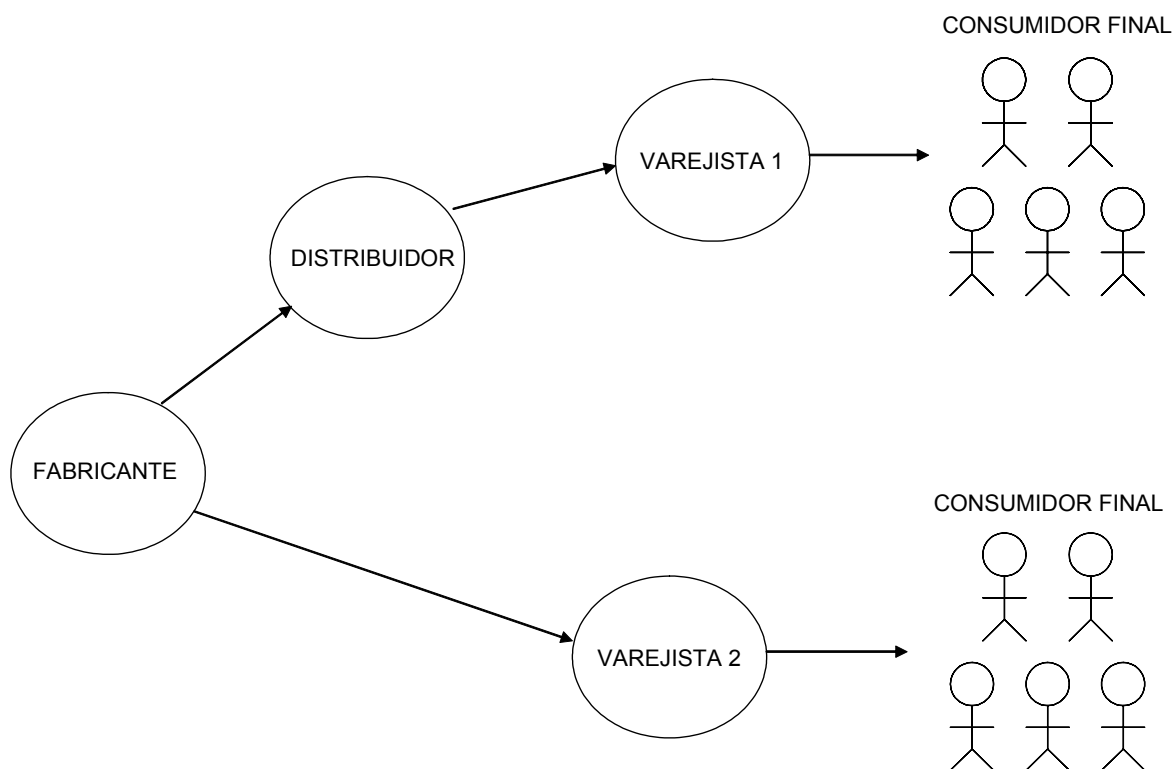 CONSUMIDOR FINAL
VAREJISTA 1
DISTRIBUIDOR
FABRICANTE
CONSUMIDOR FINAL
VAREJISTA 2